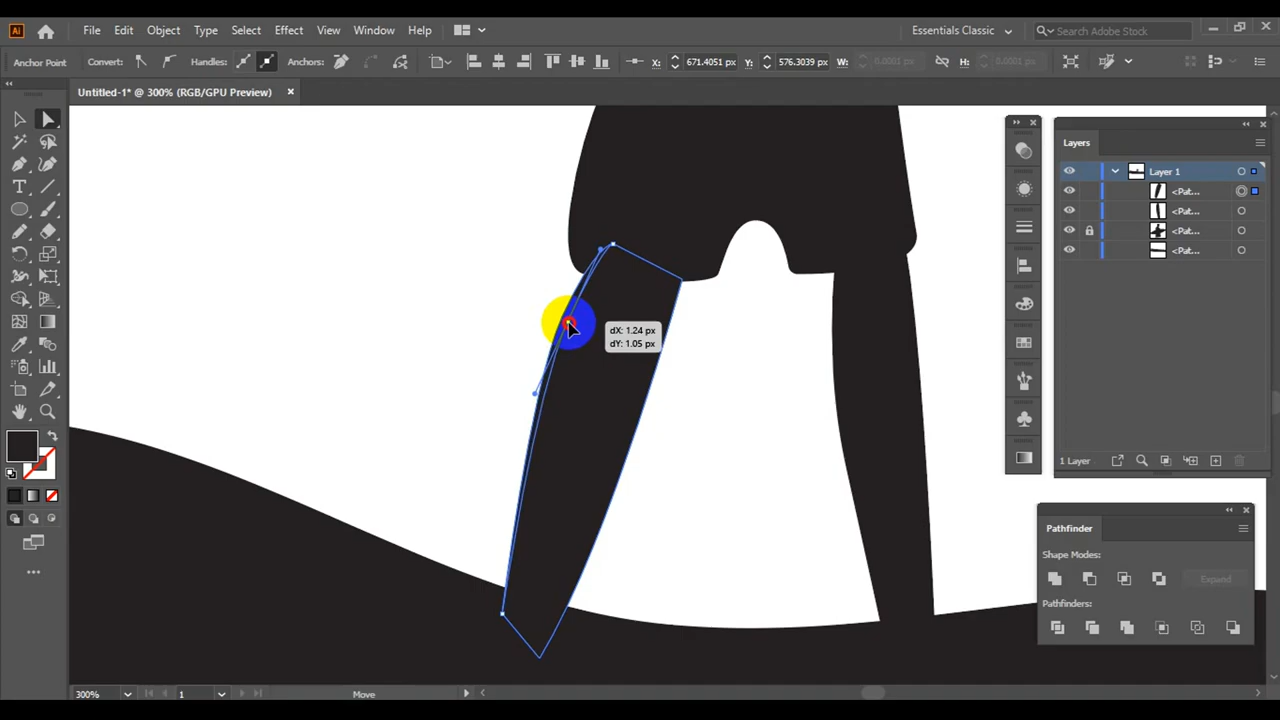 Ai File Edit Object Type Select Effect View Window Help Essentials Classic Search Adobe Stock
Anchor Point Convert: Handles: Anchors: X: 671.4051 px Y: 576.3039 px W: 0.0001 px H: 0.0001 px
Untitled-1* @ 300% (RGB/GPU Preview)
Layers
Layer 1
<Pat...
<Pat...
<Pat...
<Pat...
dX: 1.24 px
dY: 1.05 px
1 Layer
Pathfinder
Shape Modes:
Expand
Pathfinders:
300% 1 Move